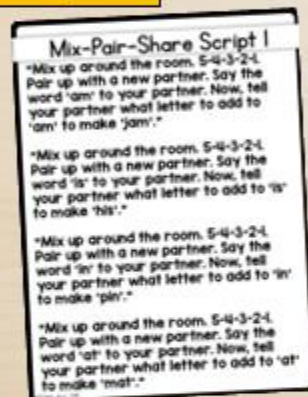 Mix-Pair-Share Script 1
"Mix up around the room. 5-4-3-2-1.
Pair up with a new partner. Say the
word 'am' to your partner. Now, tell
your partner what letter to add to
'am' to make 'jam'."
"Mix up around the room. 5-4-3-2-1.
Pair up with a new partner. Say the
word 'is' to your partner. Now, tell
your partner what letter to add to 'is'
to make 'his'."
"Mix up around the room. 5-4-3-2-1.
Pair up with a new partner. Say the
word 'in' to your partner. Now, tell
your partner what letter to add to 'in'
to make 'pin'."
"Mix up around the room. 5-4-3-2-1.
Pair up with a new partner. Say the
word 'at' to your partner. Now, tell
your partner what letter to add to 'at'
to make 'mat'."